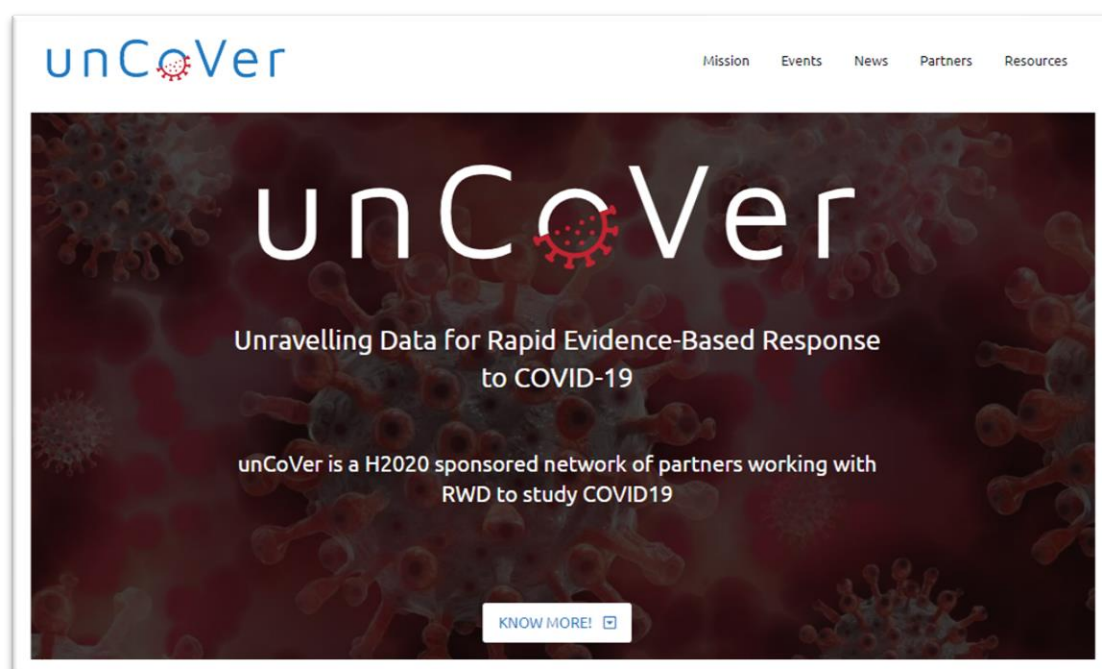 unCoVer
Mission Events News Partners Resources
unCoVer
Unravelling Data for Rapid Evidence-Based Response
to COVID-19
unCoVer is a H2020 sponsored network of partners working with
RWD to study COVID19
KNOW MORE!